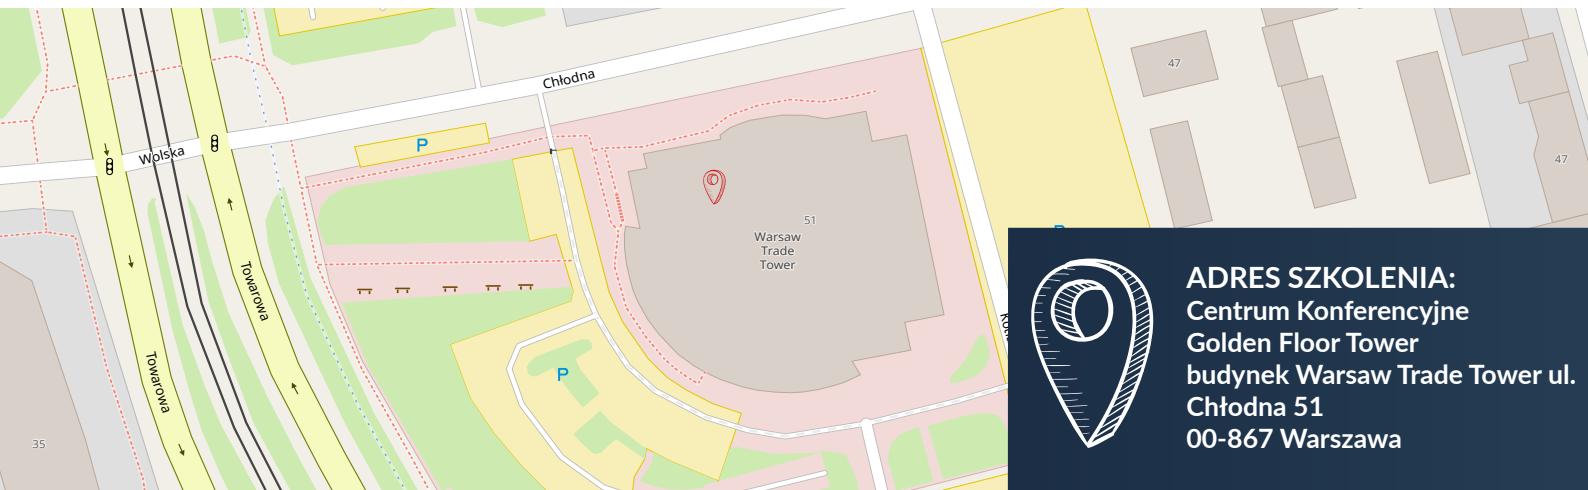 Chłodna
47
P
Wolska
47
51
Warsaw
Trade
Tower
Towarowa
P
Towarowa
35
ADRES SZKOLENIA:
Centrum Konferencyjne
Golden Floor Tower
budynek Warsaw Trade Tower ul.
Chłodna 51
00-867 Warszawa